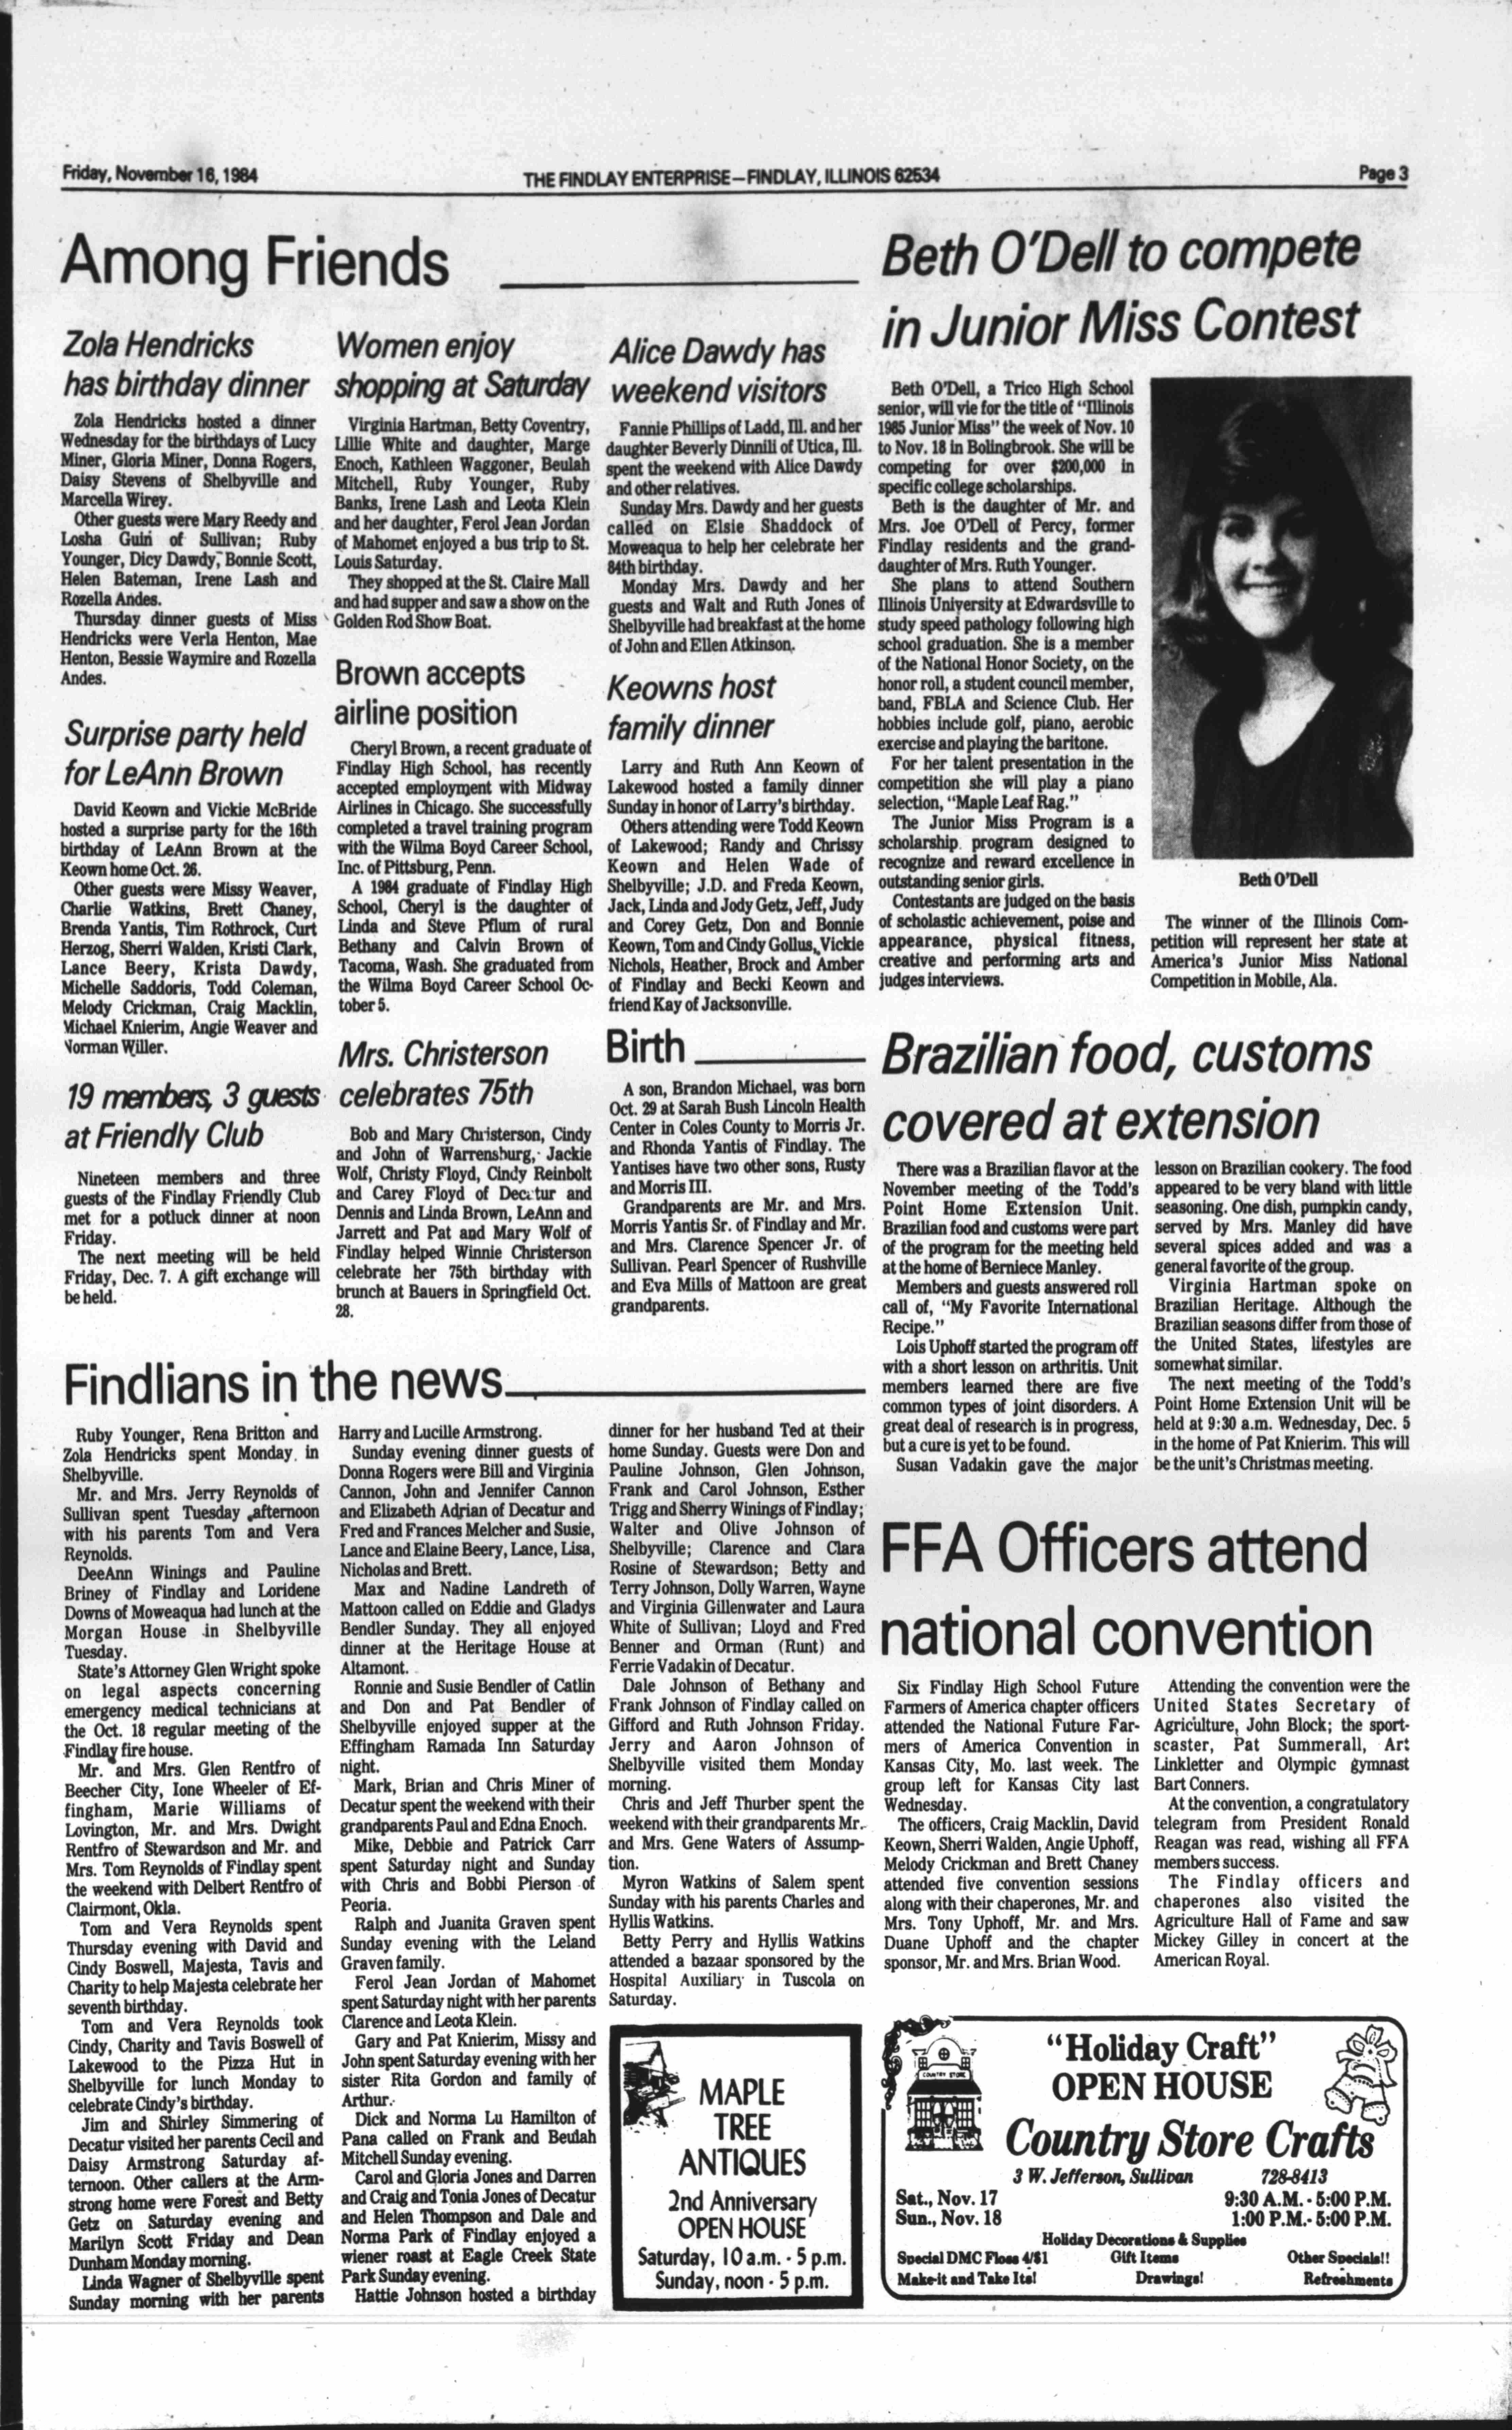 Friday, November 16, 1984
THE FINDLAY ENTERPRISE—FINDLAY, ILLINOIS 62534
Page 3
Among Friends
Zola Hendricks
has birthday dinner
Zola Hendricks hosted a dinner
Wednesday for the birthdays of Lucy
Miner, Gloria Miner, Donna Rogers,
Daisy Stevens of Shelbyville and
Marcella Wirey.
Other guests were Mary Reedy and
Losha Guin of Sullivan; Ruby
Younger, Dicy Dawdy, Bonnie Scott,
Helen Bateman, Irene Lash and
Rozella Andes.
Thursday dinner guests of Miss
Hendricks were Verla Henton, Mae
Henton, Bessie Waymire and Rozella
Andes.
Surprise party held
for LeAnn Brown
David Keown and Vickie McBride
hosted a surprise party for the 16th
birthday of LeAnn Brown at the
Keown home Oct. 26.
Other guests were Missy Weaver,
Charlie Watkins, Brett Chaney,
Brenda Yantis, Tim Rothrock, Curt
Herzog, Sherri Walden, Kristi Clark,
Lance Beery, Krista Dawdy,
Michelle Saddoris, Todd Coleman,
Melody Crickman, Craig Macklin,
Michael Knierim, Angie Weaver and
Norman Willer.
19 members, 3 guests
at Friendly Club
Nineteen members and three
guests of the Findlay Friendly Club
met for a potluck dinner at noon
Friday.
The next meeting will be held
Friday, Dec. 7. A gift exchange will
be held.
Women enjoy
shopping at Saturday
Virginia Hartman, Betty Coventry,
Lillie White and daughter, Marge
Enoch, Kathleen Waggoner, Beulah
Mitchell, Ruby Younger, Ruby
Banks, Irene Lash and Leota Klein
and her daughter, Ferol Jean Jordan
of Mahomet enjoyed a bus trip to St.
Louis Saturday.
They shopped at the St. Claire Mall
and had supper and saw a show on the
Golden Rod Show Boat.
Brown accepts
airline position
Cheryl Brown, a recent graduate of
Findlay High School, has recently
accepted employment with Midway
Airlines in Chicago. She successfully
completed a travel training program
with the Wilma Boyd Career School,
Inc. of Pittsburg, Penn.
A 1984 graduate of Findlay High
School, Cheryl is the daughter of
Linda and Steve Pflum of rural
Bethany and Calvin Brown of
Tacoma, Wash. She graduated from
the Wilma Boyd Career School Oc-
tober 5.
Mrs. Christerson
celebrates 75th
Bob and Mary Christerson, Cindy
and John of Warrensburg, Jackie
Wolf, Christy Floyd, Cindy Reinbolt
and Carey Floyd of Decatur and
Dennis and Linda Brown, LeAnn and
Jarrett and Pat and Mary Wolf of
Findlay helped Winnie Christerson
celebrate her 75th birthday with
brunch at Bauers in Springfield Oct.
28.
Alice Dawdy has
weekend visitors
Fannie Phillips of Ladd, Ill. and her
daughter Beverly Dinnili of Utica, Ill.
spent the weekend with Alice Dawdy
and other relatives.
Sunday Mrs. Dawdy and her guests
called on Elsie Shaddock of
Moweaqua to help her celebrate her
84th birthday.
Monday Mrs. Dawdy and her
guests and Walt and Ruth Jones of
Shelbyville had breakfast at the home
of John and Ellen Atkinson.
Keowns host
family dinner
Larry and Ruth Ann Keown of
Lakewood hosted a family dinner
Sunday in honor of Larry's birthday.
Others attending were Todd Keown
of Lakewood; Randy and Chrissy
Keown and Helen Wade of
Shelbyville; J.D. and Freda Keown,
Jack, Linda and Jody Getz, Jeff, Judy
and Corey Getz, Don and Bonnie
Keown, Tom and Cindy Gollus, Vickie
Nichols, Heather, Brock and Amber
of Findlay and Becki Keown and
friend Kay of Jacksonville.
Birth
A son, Brandon Michael, was born
Oct. 29 at Sarah Bush Lincoln Health
Center in Coles County to Morris Jr.
and Rhonda Yantis of Findlay. The
Yantises have two other sons, Rusty
and Morris III.
Grandparents are Mr. and Mrs.
Morris Yantis Sr. of Findlay and Mr.
and Mrs. Clarence Spencer Jr. of
Sullivan. Pearl Spencer of Rushville
and Eva Mills of Mattoon are great
grandparents.
Beth O'Dell to compete
in Junior Miss Contest
Beth O'Dell, a Trico High School
senior, will vie for the title of "Illinois
1985 Junior Miss" the week of Nov. 10
to Nov. 18 in Bolingbrook. She will be
competing for over $200,000 in
specific college scholarships.
Beth is the daughter of Mr. and
Mrs. Joe O'Dell of Percy, former
Findlay residents and the grand-
daughter of Mrs. Ruth Younger.
She plans to attend Southern
Illinois University at Edwardsville to
study speed pathology following high
school graduation. She is a member
of the National Honor Society, on the
honor roll, a student council member,
band, FBLA and Science Club. Her
hobbies include golf, piano, aerobic
exercise and playing the baritone.
For her talent presentation in the
competition she will play a piano
selection, "Maple Leaf Rag."
The Junior Miss Program is a
scholarship program designed to
recognize and reward excellence in
outstanding senior girls.
Contestants are judged on the basis
of scholastic achievement, poise and
appearance, physical fitness,
creative and performing arts and
judges interviews.
Beth O'Dell
The winner of the Illinois Com-
petition will represent her state at
America's Junior Miss National
Competition in Mobile, Ala.
Brazilian food, customs
covered at extension
There was a Brazilian flavor at the
November meeting of the Todd's
Point Home Extension Unit.
Brazilian food and customs were part
of the program for the meeting held
at the home of Berniece Manley.
Members and guests answered roll
call of, "My Favorite International
Recipe."
Lois Uphoff started the program off
with a short lesson on arthritis. Unit
members learned there are five
common types of joint disorders. A
great deal of research is in progress,
but a cure is yet to be found.
Susan Vadakin gave the major
lesson on Brazilian cookery. The food
appeared to be very bland with little
seasoning. One dish, pumpkin candy,
served by Mrs. Manley did have
several spices added and was a
general favorite of the group.
Virginia Hartman spoke on
Brazilian Heritage. Although the
Brazilian seasons differ from those of
the United States, lifestyles are
somewhat similar.
The next meeting of the Todd's
Point Home Extension Unit will be
held at 9:30 a.m. Wednesday, Dec. 5
in the home of Pat Knierim. This will
be the unit's Christmas meeting.
Findlians in the news
Ruby Younger, Rena Britton and
Zola Hendricks spent Monday in
Shelbyville.
Mr. and Mrs. Jerry Reynolds of
Sullivan spent Tuesday afternoon
with his parents Tom and Vera
Reynolds.
DeeAnn Winings and Pauline
Briney of Findlay and Loridene
Downs of Moweaqua had lunch at the
Morgan House in Shelbyville
Tuesday.
State's Attorney Glen Wright spoke
on legal aspects concerning
emergency medical technicians at
the Oct. 18 regular meeting of the
Findlay fire house.
Mr. and Mrs. Glen Rentfro of
Beecher City, Ione Wheeler of Ef-
fingham, Marie Williams of
Lovington, Mr. and Mrs. Dwight
Rentfro of Stewardson and Mr. and
Mrs. Tom Reynolds of Findlay spent
the weekend with Delbert Rentfro of
Clairmont, Okla.
Tom and Vera Reynolds spent
Thursday evening with David and
Cindy Boswell, Majesta, Tavis and
Charity to help Majesta celebrate her
seventh birthday.
Tom and Vera Reynolds took
Cindy, Charity and Tavis Boswell of
Lakewood to the Pizza Hut in
Shelbyville for lunch Monday to
celebrate Cindy's birthday.
Jim and Shirley Simmering of
Decatur visited her parents Cecil and
Daisy Armstrong Saturday af-
ternoon. Other callers at the Arm-
strong home were Forest and Betty
Getz on Saturday evening and
Marilyn Scott Friday and Dean
Dunham Monday morning.
Linda Wagner of Shelbyville spent
Sunday morning with her parents
Harry and Lucille Armstrong.
Sunday evening dinner guests of
Donna Rogers were Bill and Virginia
Cannon, John and Jennifer Cannon
and Elizabeth Adrian of Decatur and
Fred and Frances Melcher and Susie,
Lance and Elaine Beery, Lance, Lisa,
Nicholas and Brett.
Max and Nadine Landreth of
Mattoon called on Eddie and Gladys
Bendler Sunday. They all enjoyed
dinner at the Heritage House at
Altamont.
Ronnie and Susie Bendler of Catlin
and Don and Pat Bendler of
Shelbyville enjoyed supper at the
Effingham Ramada Inn Saturday
night.
Mark, Brian and Chris Miner of
Decatur spent the weekend with their
grandparents Paul and Edna Enoch.
Mike, Debbie and Patrick Carr
spent Saturday night and Sunday
with Chris and Bobbi Pierson of
Peoria.
Ralph and Juanita Graven spent
Sunday evening with the Leland
Graven family.
Ferol Jean Jordan of Mahomet
spent Saturday night with her parents
Clarence and Leota Klein.
Gary and Pat Knierim, Missy and
John spent Saturday evening with her
sister Rita Gordon and family of
Arthur.
Dick and Norma Lu Hamilton of
Pana called on Frank and Beulah
Mitchell Sunday evening.
Carol and Gloria Jones and Darren
and Craig and Tonia Jones of Decatur
and Helen Thompson and Dale and
Norma Park of Findlay enjoyed a
wiener roast at Eagle Creek State
Park Sunday evening.
Hattie Johnson hosted a birthday
dinner for her husband Ted at their
home Sunday. Guests were Don and
Pauline Johnson, Glen Johnson,
Frank and Carol Johnson, Esther
Trigg and Sherry Winings of Findlay;
Walter and Olive Johnson of
Shelbyville; Clarence and Clara
Rosine of Stewardson; Betty and
Terry Johnson, Dolly Warren, Wayne
and Virginia Gillenwater and Laura
White of Sullivan; Lloyd and Fred
Benner and Orman (Runt) and
Ferrie Vadakin of Decatur.
Dale Johnson of Bethany and
Frank Johnson of Findlay called on
Gifford and Ruth Johnson Friday.
Jerry and Aaron Johnson of
Shelbyville visited them Monday
morning.
Chris and Jeff Thurber spent the
weekend with their grandparents Mr.
and Mrs. Gene Waters of Assump-
tion.
Myron Watkins of Salem spent
Sunday with his parents Charles and
Hyllis Watkins.
Betty Perry and Hyllis Watkins
attended a bazaar sponsored by the
Hospital Auxiliary in Tuscola on
Saturday.
MAPLE
TREE
ANTIQUES
2nd Anniversary
OPEN HOUSE
Saturday, 10 a.m. - 5 p.m.
Sunday, noon - 5 p.m.
FFA Officers attend
national convention
Six Findlay High School Future
Farmers of America chapter officers
attended the National Future Far-
mers of America Convention in
Kansas City, Mo. last week. The
group left for Kansas City last
Wednesday.
The officers, Craig Macklin, David
Keown, Sherri Walden, Angie Uphoff,
Melody Crickman and Brett Chaney
attended five convention sessions
along with their chaperones, Mr. and
Mrs. Tony Uphoff, Mr. and Mrs.
Duane Uphoff and the chapter
sponsor, Mr. and Mrs. Brian Wood.
Attending the convention were the
United States Secretary of
Agriculture, John Block; the sport-
scaster, Pat Summerall, Art
Linkletter and Olympic gymnast
Bart Conners.
At the convention, a congratulatory
telegram from President Ronald
Reagan was read, wishing all FFA
members success.
The Findlay officers and
chaperones also visited the
Agriculture Hall of Fame and saw
Mickey Gilley in concert at the
American Royal.
COUNTRY STORE
"Holiday Craft"
OPEN HOUSE
Country Store Crafts
3 W. Jefferson, Sullivan 728-8413
Sat., Nov. 17 9:30 A.M. - 5:00 P.M.
Sun., Nov. 18 1:00 P.M. - 5:00 P.M.
Holiday Decorations & Supplies
Special DMC Floss 4/$1 Gift Items Other Specials!!
Make-it and Take Its! Drawings! Refreshments